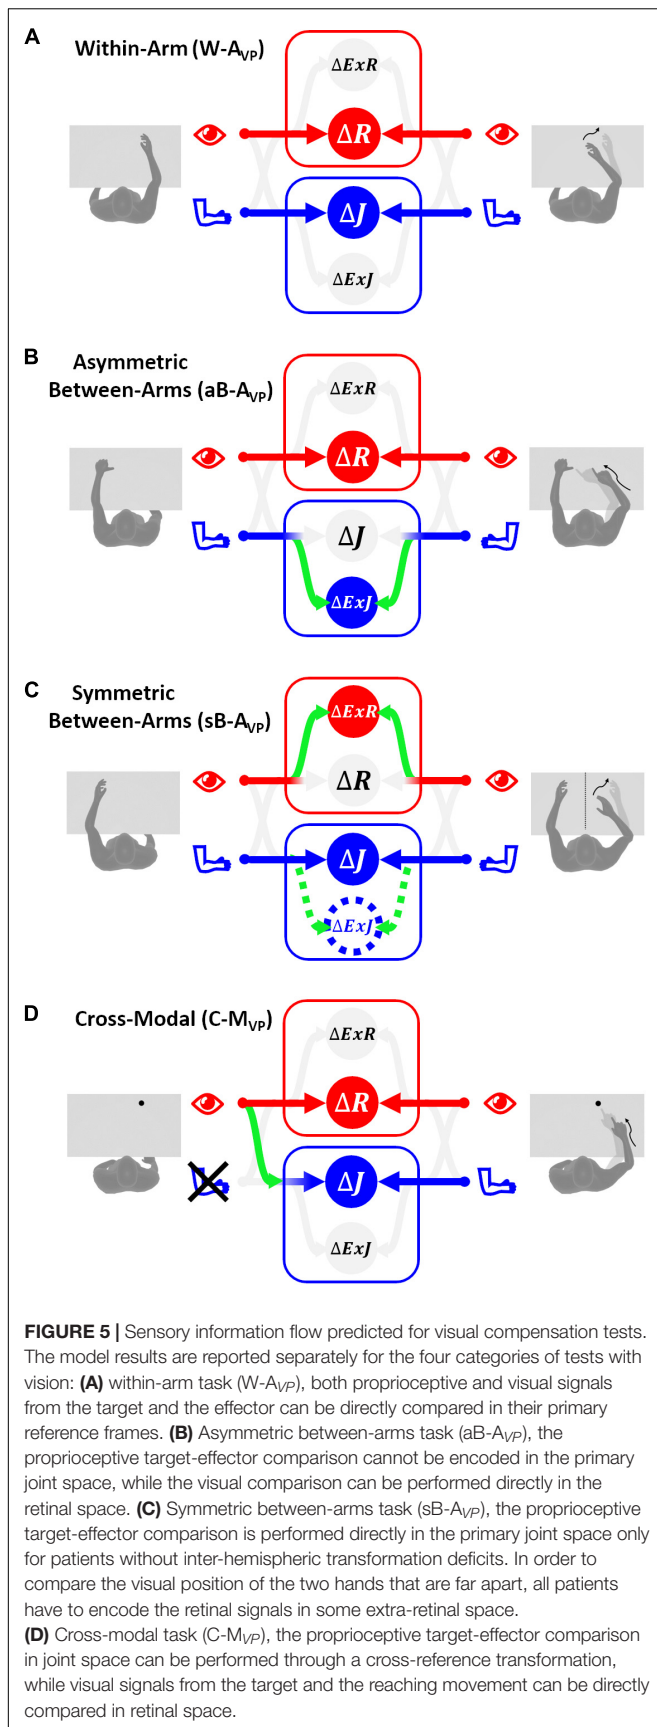 A
Within-Arm (W-AVP)
ΔExR
ΔR
ΔJ
ΔExJ
B
Asymmetric
Between-Arms (aB-AVP)
ΔExR
ΔR
ΔJ
ΔExJ
C
Symmetric
Between-Arms (sB-AVP)
ΔExR
ΔR
ΔJ
ΔExJ
D
Cross-Modal (C-MVP)
ΔExR
ΔR
ΔJ
ΔExJ
FIGURE 5 | Sensory information flow predicted for visual compensation tests.
The model results are reported separately for the four categories of tests with
vision: (A) within-arm task (W-AVP), both proprioceptive and visual signals
from the target and the effector can be directly compared in their primary
reference frames. (B) Asymmetric between-arms task (aB-AVP), the
proprioceptive target-effector comparison cannot be encoded in the primary
joint space, while the visual comparison can be performed directly in the
retinal space. (C) Symmetric between-arms task (sB-AVP), the proprioceptive
target-effector comparison is performed directly in the primary joint space only
for patients without inter-hemispheric transformation deficits. In order to
compare the visual position of the two hands that are far apart, all patients
have to encode the retinal signals in some extra-retinal space.
(D) Cross-modal task (C-MVP), the proprioceptive target-effector comparison
in joint space can be performed through a cross-reference transformation,
while visual signals from the target and the reaching movement can be directly
compared in retinal space.